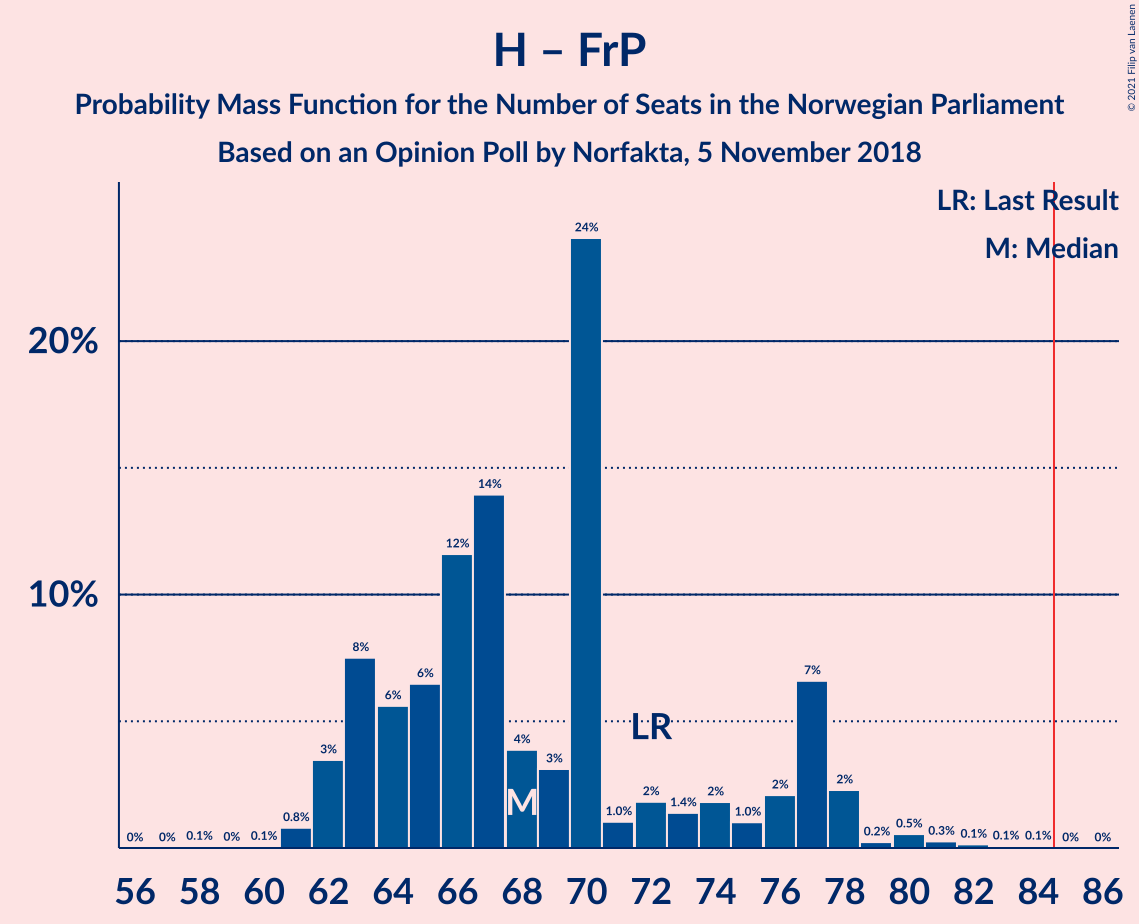 © 2021 Filip van Laenen
H – FrP
Probability Mass Function for the Number of Seats in the Norwegian Parliament
Based on an Opinion Poll by Norfakta, 5 November 2018
LR: Last Result
M: Median
20%
10%
0% 0% 0.1% 0% 0.1% 0.8% 3% 8% 6% 6% 12% 14% 4% 3% 24% 1.0% 2% 1.4% 2% 1.0% 2% 7% 2% 0.2% 0.5% 0.3% 0.1% 0.1% 0.1% 0% 0%
LR
M
56 58 60 62 64 66 68 70 72 74 76 78 80 82 84 86